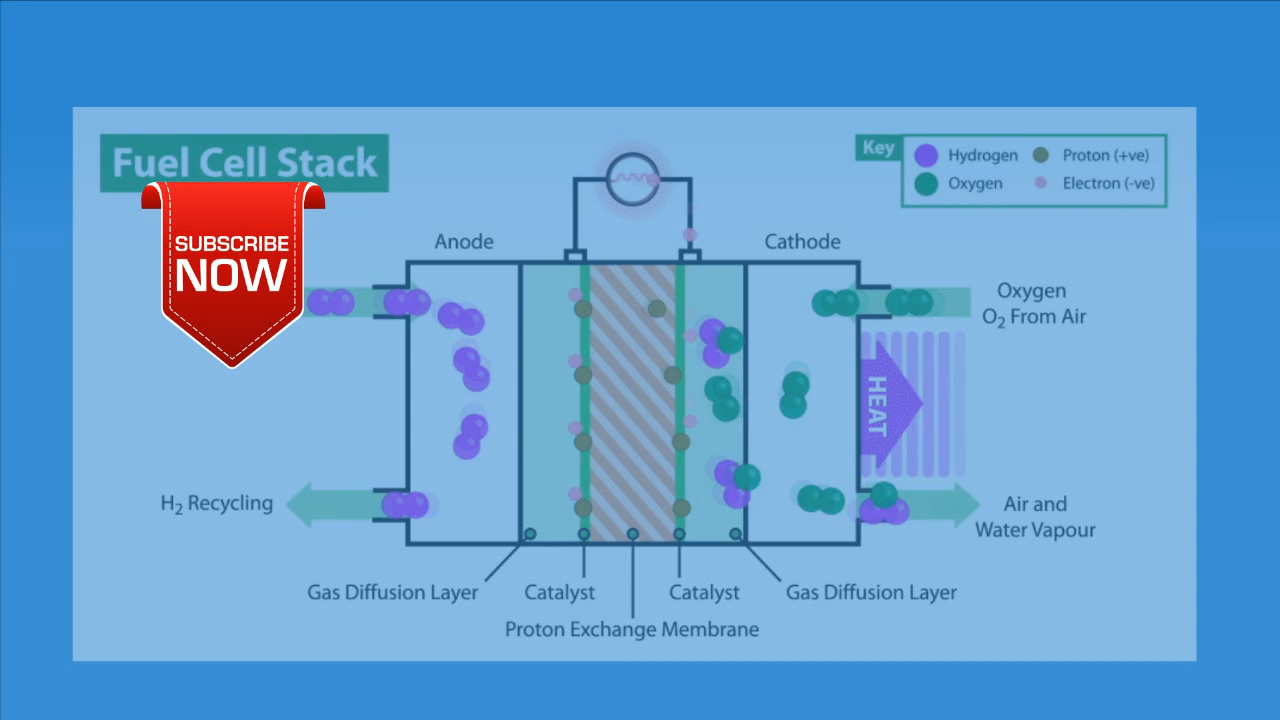 Fuel Cell Stack
SUBSCRIBE
NOW
Key
Hydrogen
Proton (+ve)
Oxygen
Electron (-ve)
Anode
Cathode
Oxygen
O₂ From Air
HEAT
H₂ Recycling
Air and
Water Vapour
Gas Diffusion Layer
Catalyst
Catalyst
Gas Diffusion Layer
Proton Exchange Membrane